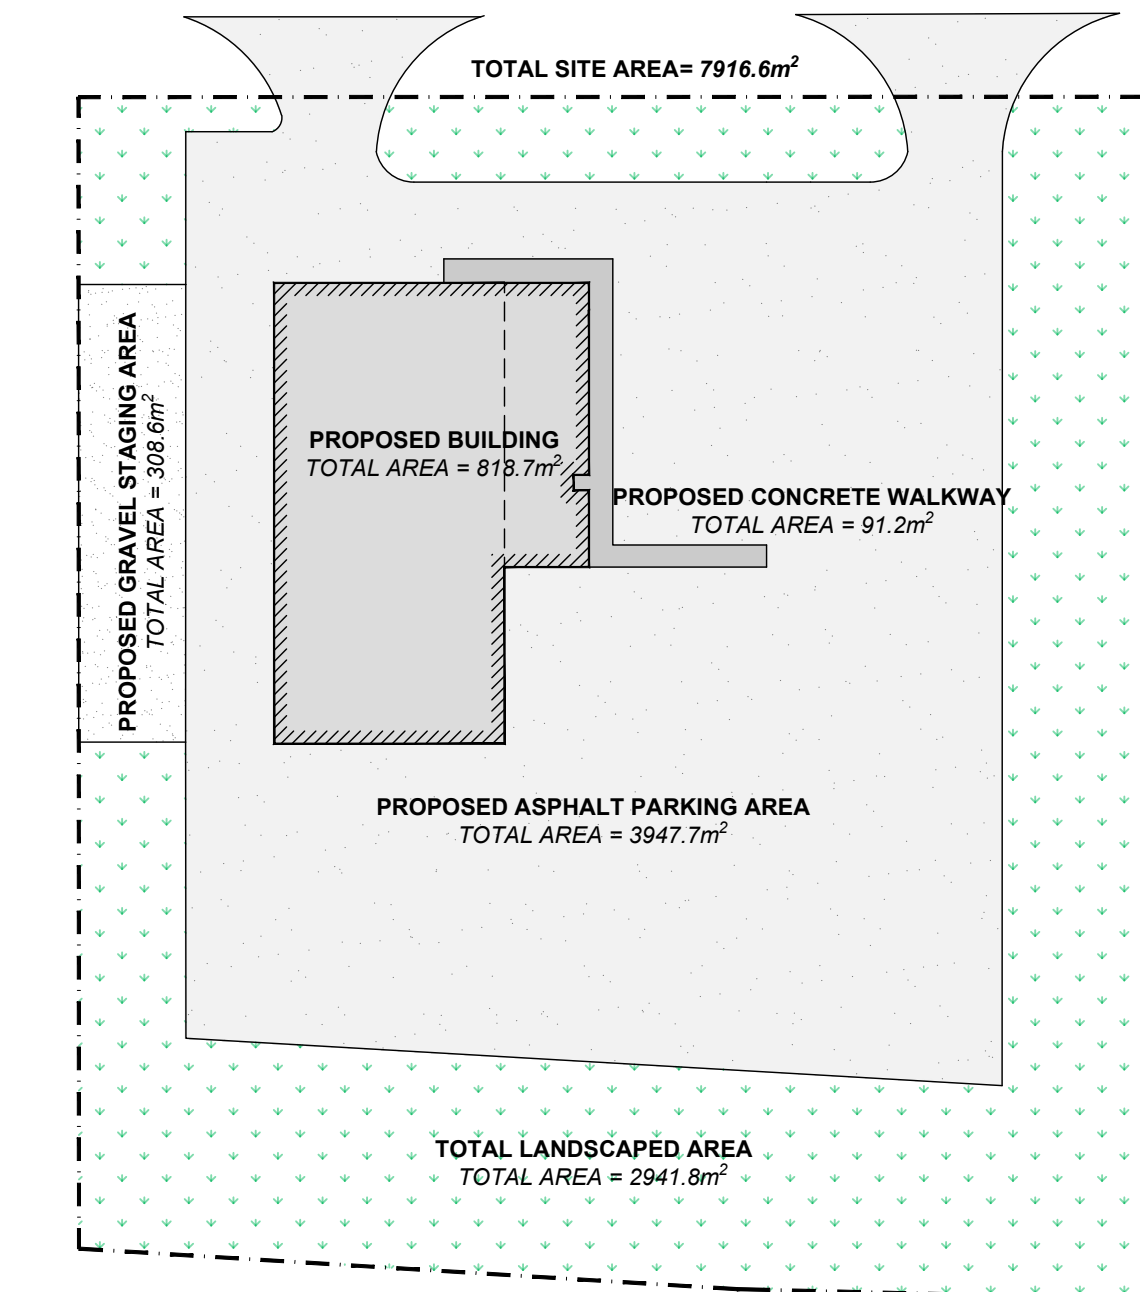 TOTAL SITE AREA= 7916.6m²
PROPOSED GRAVEL STAGING AREA
TOTAL AREA = 308.6m²
PROPOSED BUILDING
TOTAL AREA = 818.7m²
PROPOSED CONCRETE WALKWAY
TOTAL AREA = 91.2m²
PROPOSED ASPHALT PARKING AREA
TOTAL AREA = 3947.7m²
TOTAL LANDSCAPED AREA
TOTAL AREA = 2941.8m²